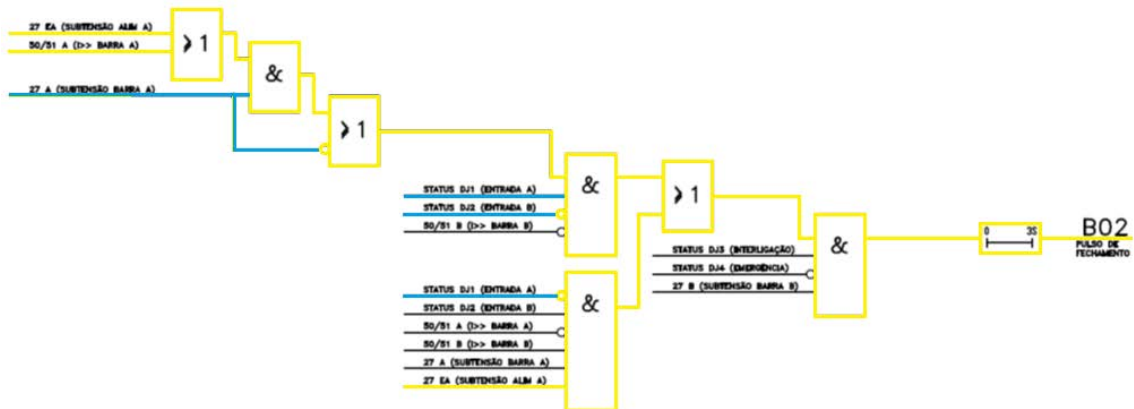 27 EA (SUBTENSÃO ALIM A)
50/51 A (I>> BARRA A)
≥ 1
&
27 A (SUBTENSÃO BARRA A)
≥ 1
STATUS DJ1 (ENTRADA A)
STATUS DJ2 (ENTRADA B)
50/51 B (I>> BARRA B)
&
≥ 1
STATUS DJ3 (INTERLIGAÇÃO)
STATUS DJ4 (EMERGÊNCIA)
27 B (SUBTENSÃO BARRA B)
&
0 3S
B02
PULSO DE
FECHAMENTO
STATUS DJ1 (ENTRADA A)
STATUS DJ2 (ENTRADA B)
50/51 A (I>> BARRA A)
50/51 B (I>> BARRA B)
27 A (SUBTENSÃO BARRA A)
27 EA (SUBTENSÃO ALIM A)
&